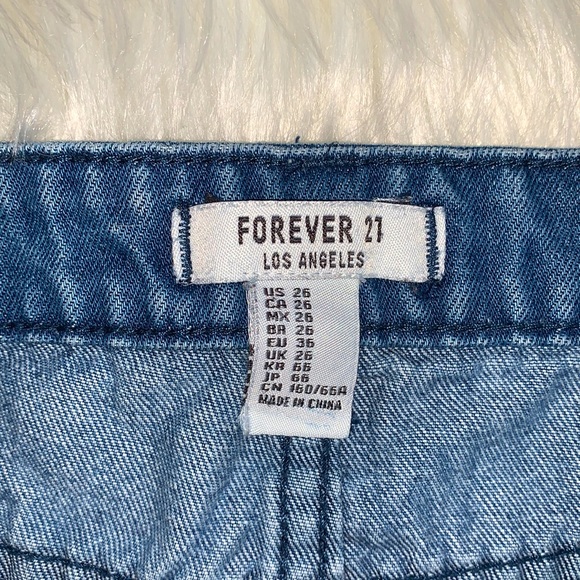 FOREVER 21
LOS ANGELES
US 26
CA 26
MX 26
BR 26
EU 36
UK 26
KR 66
JP 66
CN 160/66A
MADE IN CHINA